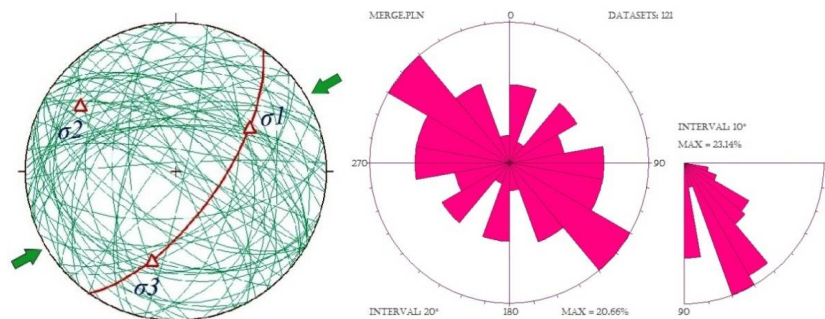 σ1
σ2
σ3
MERGE.PLN
0
DATASETS: 121
270
90
INTERVAL: 20°
180
MAX = 20.66%
INTERVAL: 10°
MAX = 23.14%
90